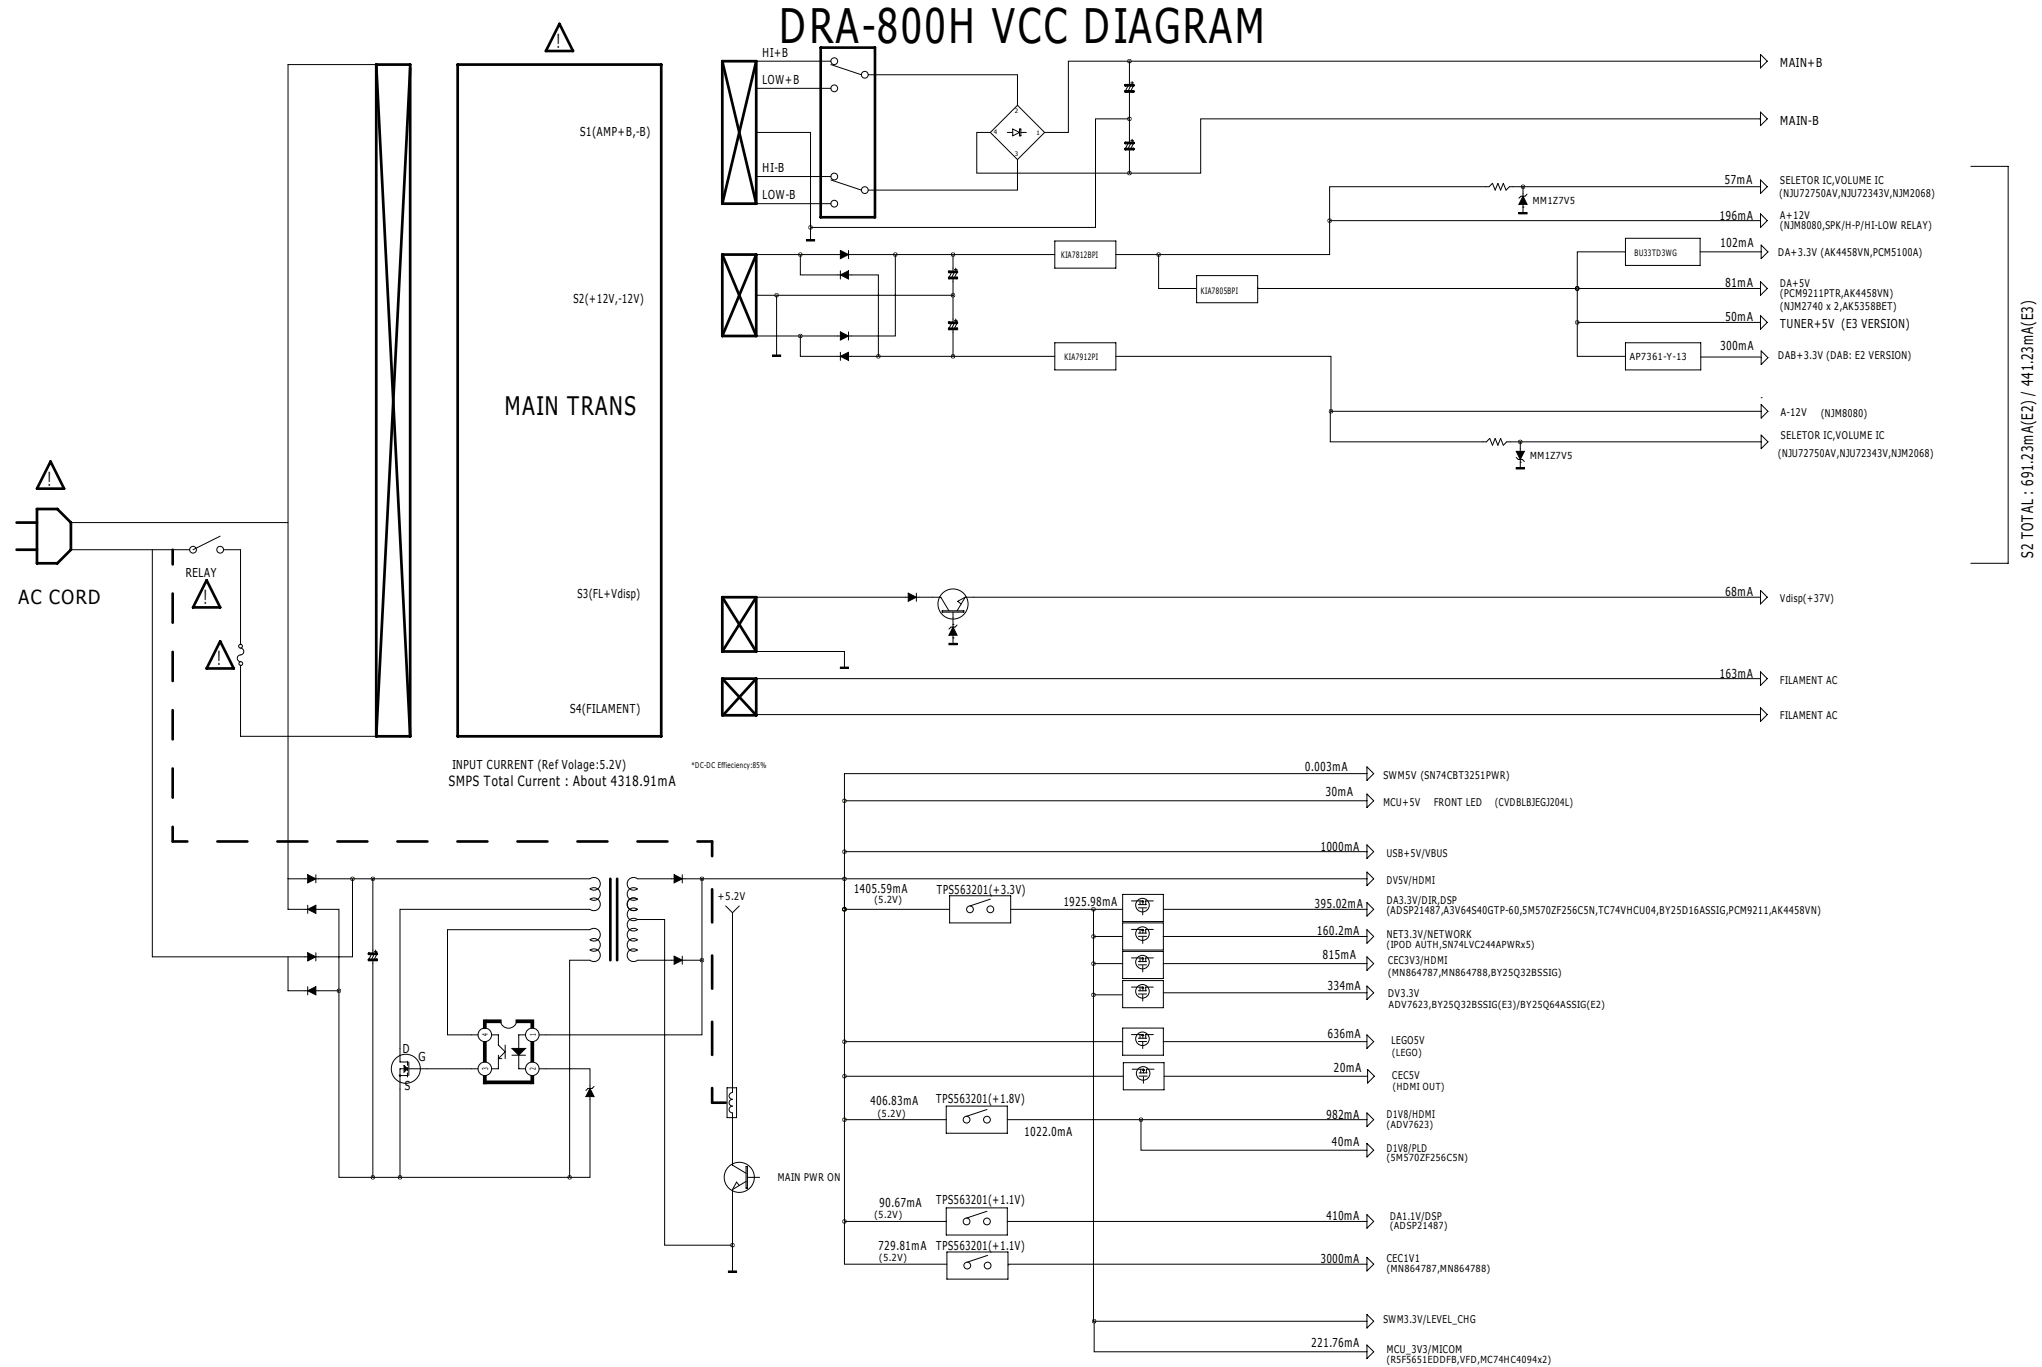 DRA-800H VCC DIAGRAM
HI+B
LOW+B
HI-B
LOW-B
2
4
1
3
MAIN+B
MAIN-B
S1(AMP+B,-B)
S2(+12V,-12V)
MAIN TRANS
S3(FL+Vdisp)
S4(FILAMENT)
57mA
SELETOR IC,VOLUME IC
(NJU72750AV,NJU72343V,NJM2068)
MM1Z7V5
196mA
A+12V
(NJM8080,SPK/H-P/HI-LOW RELAY)
KIA7812BPI
BU33TD3WG
102mA
DA+3.3V (AK4458VN,PCM5100A)
KIA7805BPI
81mA
DA+5V
(PCM9211PTR,AK4458VN)
(NJM2740 x 2,AK5358BET)
50mA
TUNER+5V (E3 VERSION)
KIA7912PI
AP7361-Y-13
300mA
DAB+3.3V (DAB: E2 VERSION)
A-12V (NJM8080)
SELETOR IC,VOLUME IC
(NJU72750AV,NJU72343V,NJM2068)
MM1Z7V5
S2 TOTAL : 691.23mA(E2) / 441.23mA(E3)
AC CORD
RELAY
68mA
Vdisp(+37V)
163mA
FILAMENT AC
FILAMENT AC
INPUT CURRENT (Ref Volage:5.2V)
*DC-DC Effieciency:85%
SMPS Total Current : About 4318.91mA
0.003mA
SWM5V (SN74CBT3251PWR)
30mA
MCU+5V FRONT LED (CVDBLBJEGJ204L)
1000mA
USB+5V/VBUS
DV5V/HDMI
+5.2V
1405.59mA
(5.2V)
TPS563201(+3.3V)
1925.98mA
395.02mA
DA3.3V/DIR,DSP
(ADSP21487,A3V64S40GTP-60,5M570ZF256C5N,TC74VHCU04,BY25D16ASSIG,PCM9211,AK4458VN)
160.2mA
NET3.3V/NETWORK
(IPOD AUTH,SN74LVC244APWRx5)
815mA
CEC3V3/HDMI
(MN864787,MN864788,BY25Q32BSSIG)
334mA
DV3.3V
ADV7623,BY25Q32BSSIG(E3)/BY25Q64ASSIG(E2)
636mA
LEGO5V
(LEGO)
20mA
CEC5V
(HDMI OUT)
D
G
S
4
1
3
2
406.83mA
(5.2V)
TPS563201(+1.8V)
1022.0mA
982mA
D1V8/HDMI
(ADV7623)
40mA
D1V8/PLD
(5M570ZF256C5N)
MAIN PWR ON
90.67mA
(5.2V)
TPS563201(+1.1V)
410mA
DA1.1V/DSP
(ADSP21487)
729.81mA
(5.2V)
TPS563201(+1.1V)
3000mA
CEC1V1
(MN864787,MN864788)
SWM3.3V/LEVEL_CHG
221.76mA
MCU_3V3/MICOM
(R5F5651EDDFB,VFD,MC74HC4094x2)